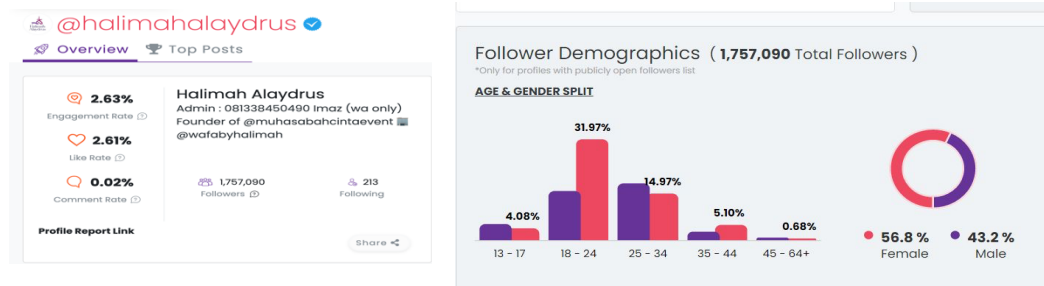 @halimahalaydrus
Overview Top Posts
2.63%
Engagement Rate
2.61%
Like Rate
0.02%
Comment Rate
Profile Report Link
Halimah Alaydrus
Admin : 081338450490 Imaz (wa only)
Founder of @muhasabahcintaevent
@wafabyhalimah
1,757,090
Followers
213
Following
Share
Follower Demographics ( 1,757,090 Total Followers )
*Only for profiles with publicly open followers list
AGE & GENDER SPLIT
31.97%
14.97%
4.08%
5.10%
0.68%
13 - 17 18 - 24 25 - 34 35 - 44 45 - 64+
56.8 % 43.2 %
Female Male